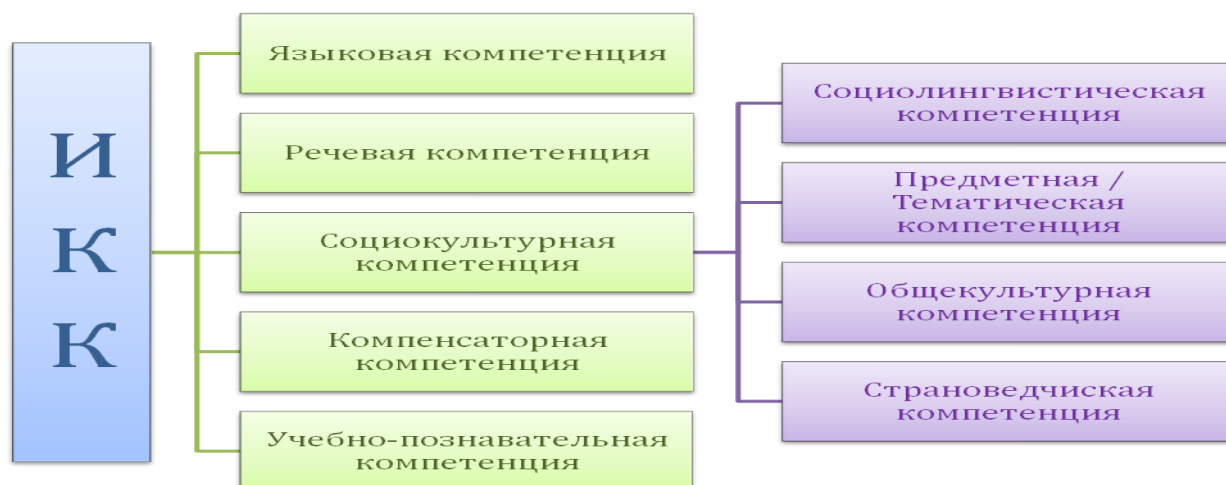 И
К
К
Языковая компетенция
Речевая компетенция
Социокультурная
компетенция
Компенсаторная
компетенция
Учебно-познавательная
компетенция
Социолингвистическая
компетенция
Предметная /
Тематическая
компетенция
Общекультурная
компетенция
Страноведчиская
компетенция